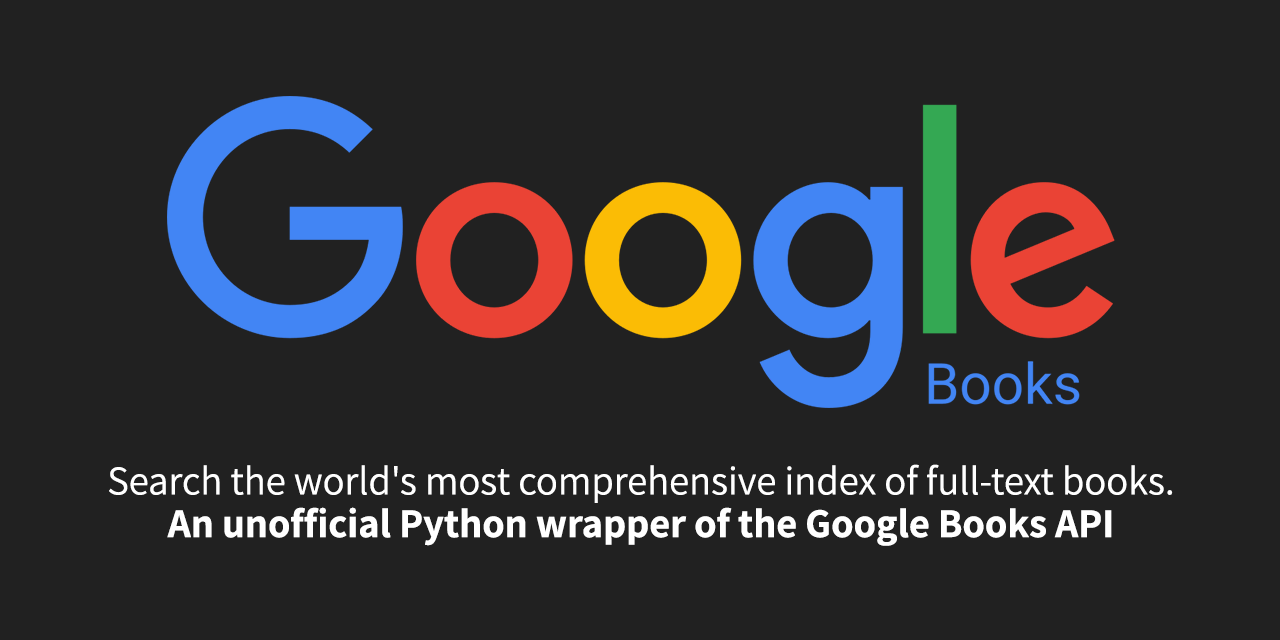 Google
Books
Search the world's most comprehensive index of full-text books.
An unofficial Python wrapper of the Google Books API